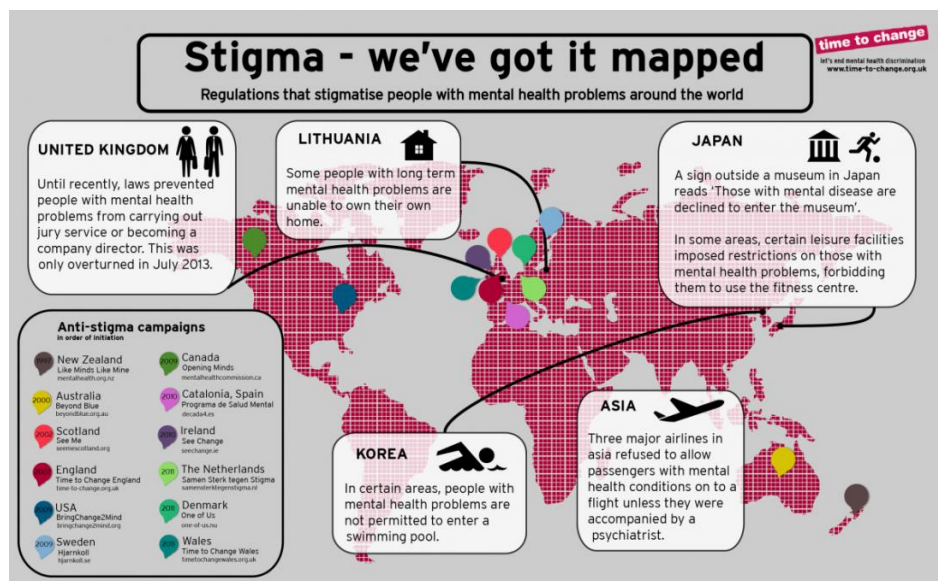 Stigma - we've got it mapped
Regulations that stigmatise people with mental health problems around the world
time to change
let's end mental health discrimination
www.time-to-change.org.uk
UNITED KINGDOM
Until recently, laws prevented
people with mental health
problems from carrying out
jury service or becoming a
company director. This was
only overturned in July 2013.
LITHUANIA
Some people with long term
mental health problems are
unable to own their own
home.
JAPAN
A sign outside a museum in Japan
reads 'Those with mental disease are
declined to enter the museum'.
In some areas, certain leisure facilities
imposed restrictions on those with
mental health problems, forbidding
them to use the fitness centre.
Anti-stigma campaigns
in order of initiation
1997 New Zealand
Like Minds Like Mine
mentalhealth.org.nz
2000 Australia
Beyond Blue
beyondblue.org.au
2002 Scotland
See Me
seemescotland.org
England
Time to Change England
time-to-change.org.uk
USA
BringChange2Mind
bringchange2mind.org
2009 Sweden
Hjarnkoll
hjarnkoll.se
2009 Canada
Opening Minds
mentalhealthcommission.ca
2010 Catalonia, Spain
Programa de Salud Mental
decada4.es
Ireland
See Change
seechange.ie
2011 The Netherlands
Samen Sterk tegen Stigma
samensterktegenstigma.nl
2011 Denmark
One of Us
one-of-us.nu
Wales
Time to Change Wales
timetochangewales.org.uk
KOREA
In certain areas, people with
mental health problems are
not permitted to enter a
swimming pool.
ASIA
Three major airlines in
asia refused to allow
passengers with mental
health conditions on to a
flight unless they were
accompanied by a
psychiatrist.